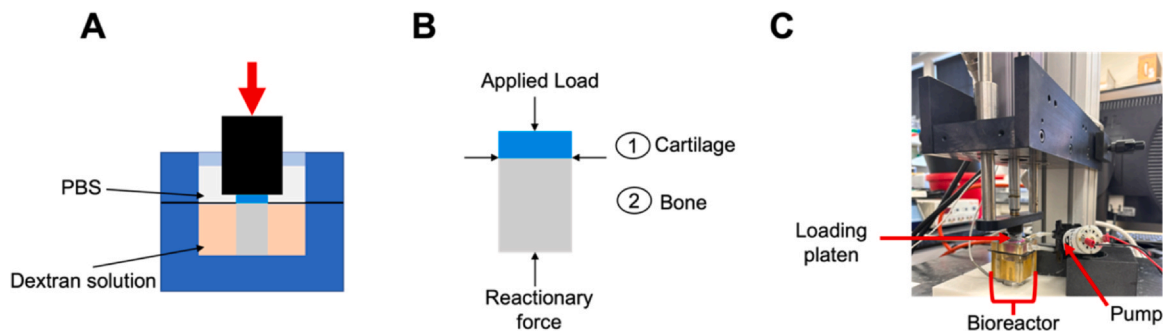 A
PBS
Dextran solution
B
Applied Load
1 Cartilage
2 Bone
Reactionary
force
C
Loading
platen
Bioreactor
Pump